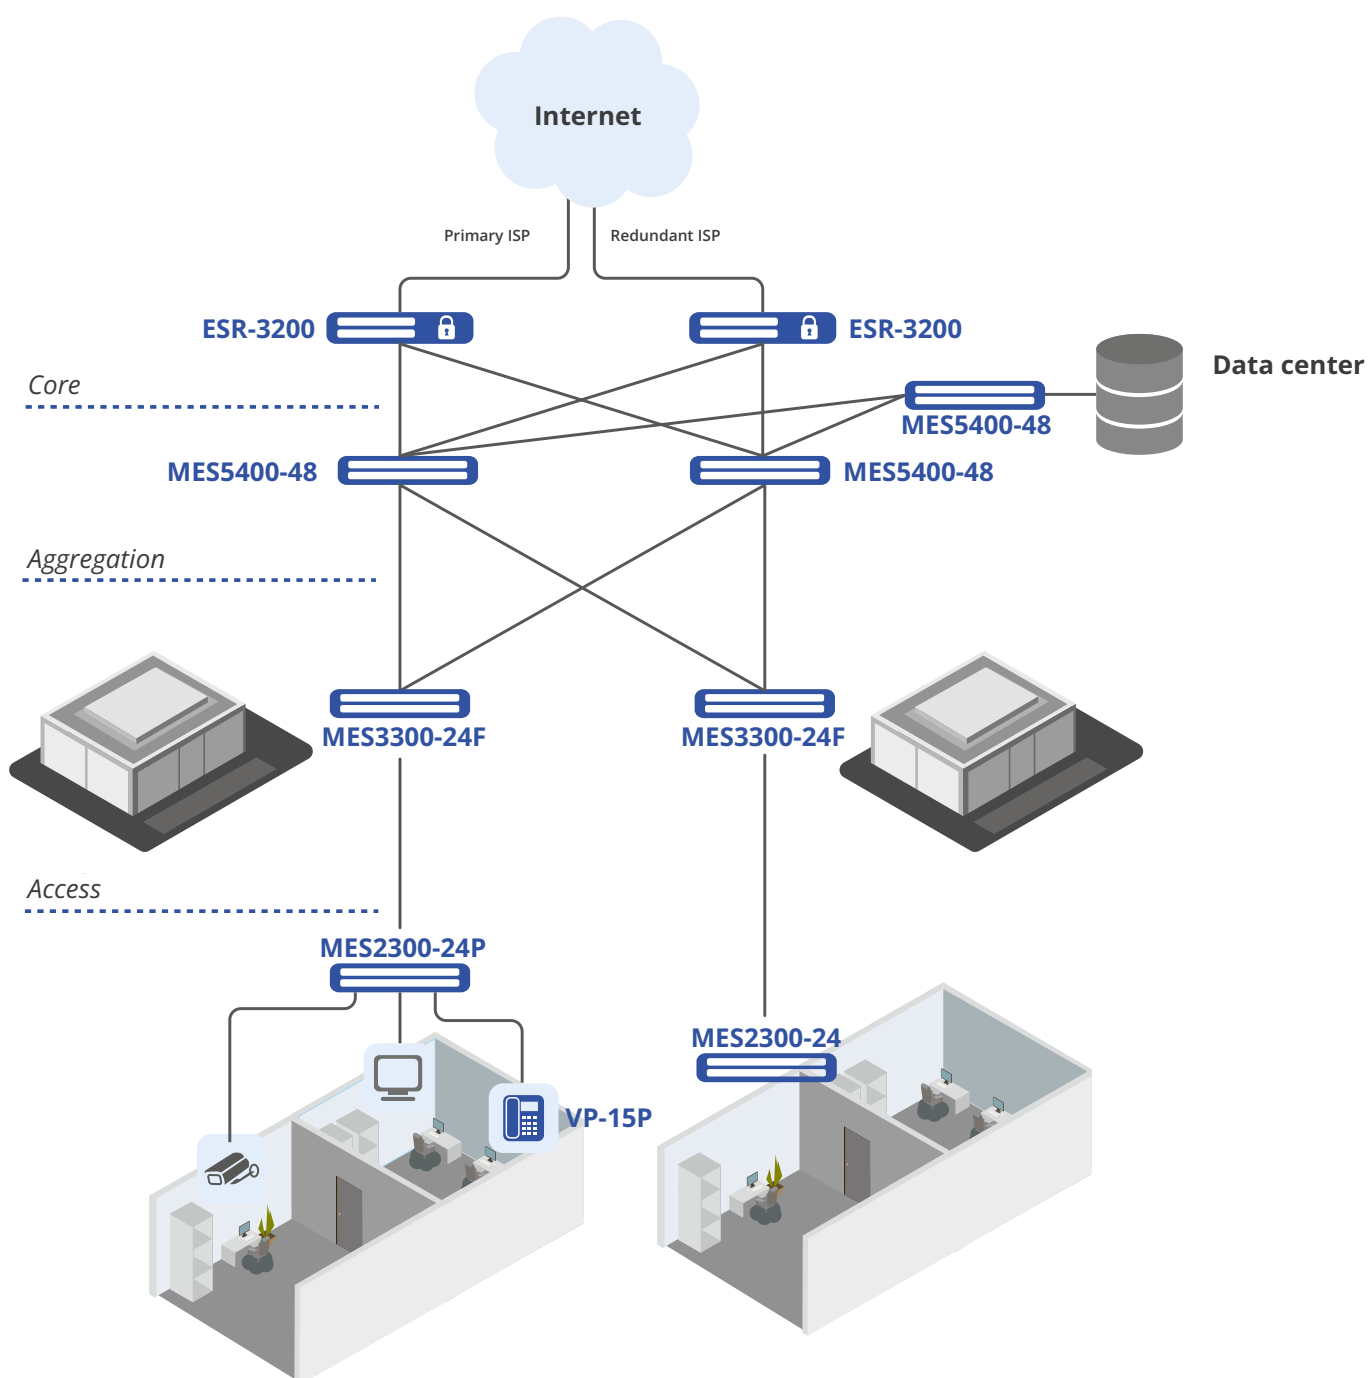 Internet
Primary ISP
Redundant ISP
ESR-3200
ESR-3200
Core
Data center
MES5400-48
MES5400-48
MES5400-48
Aggregation
MES3300-24F
MES3300-24F
Access
MES2300-24P
MES2300-24
VP-15P